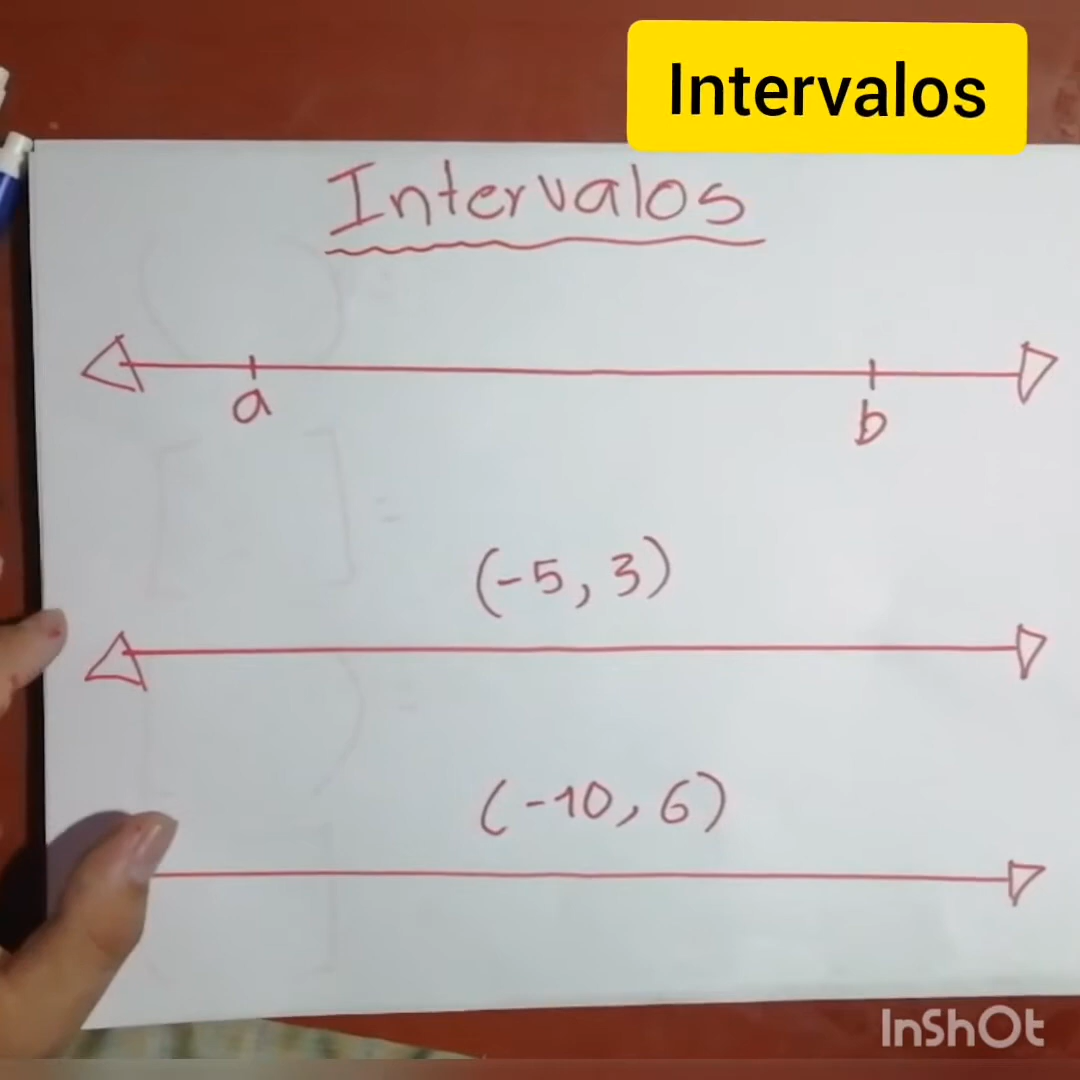 Intervalos
Intervalos
a b
(-5, 3)
(-10, 6)
InShOt